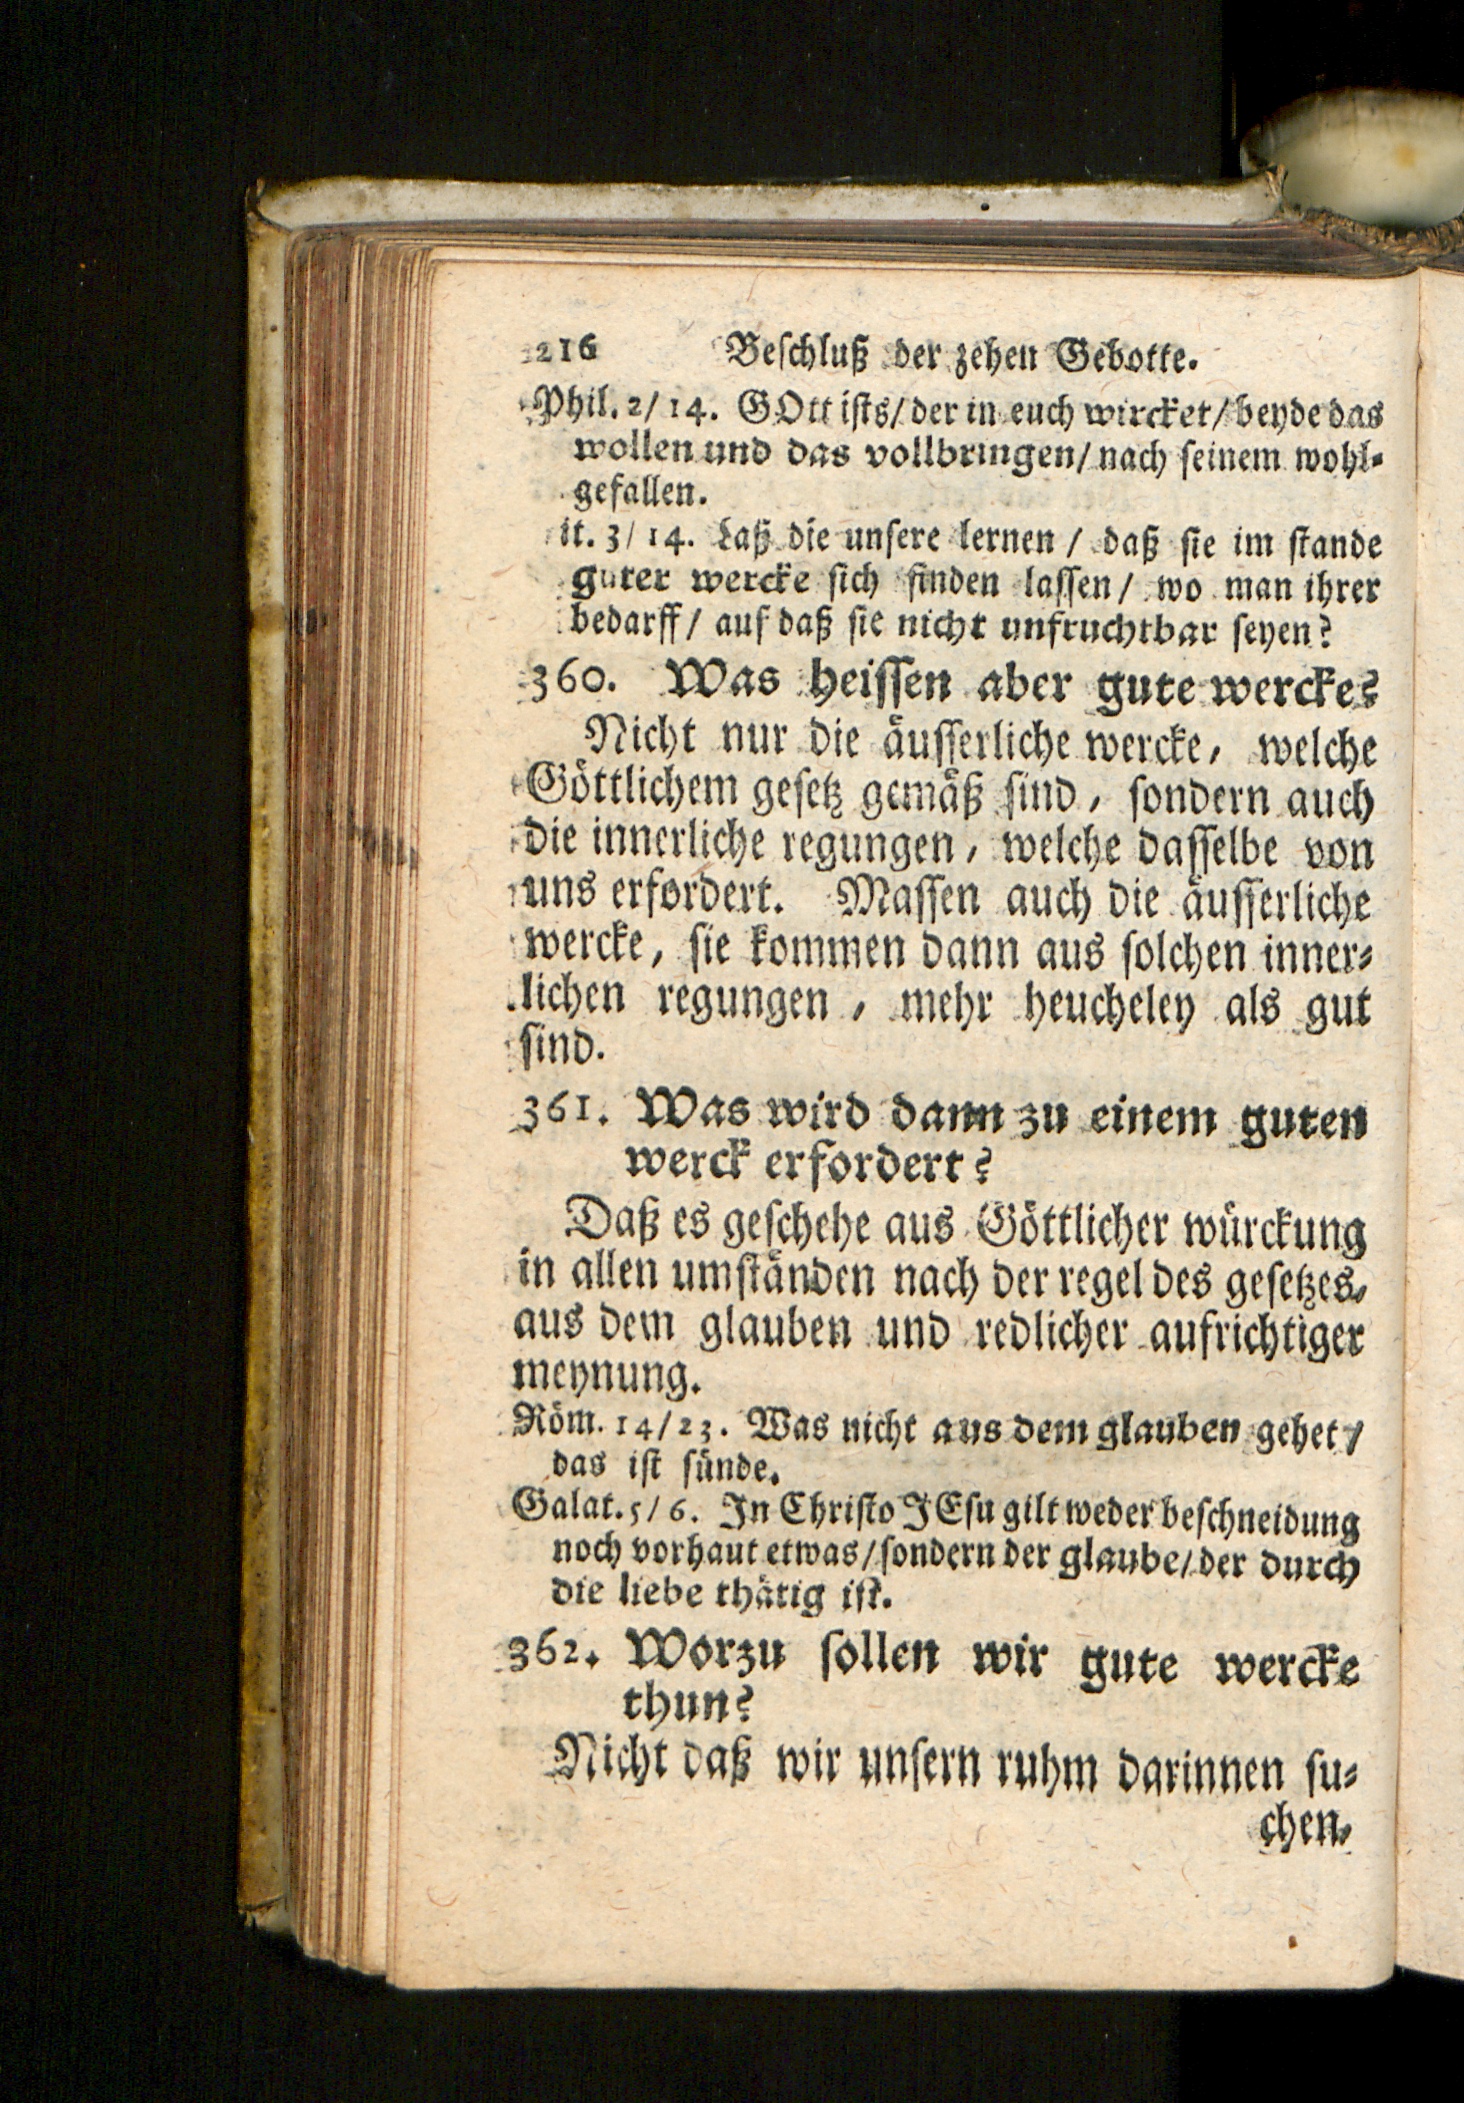 216 Beſchluß der zehen Gebotte.
Phil. 2/14. GOtt iſts/ der in euch wircket/ beyde das
wollen und das vollbringen/ nach ſeinem wohl-
gefallen.
it. 3/14. Laß die unſere lernen / daß ſie im ſtande
guter wercke ſich finden laſſen/ wo man ihrer
bedarff/ auf daß ſie nicht unfruchtbar ſeyen?
360. Was heiſſen aber gute wercke?
Nicht nur die äuſſerliche wercke, welche
Göttlichem geſetz gemäß ſind, ſondern auch
die innerliche regungen, welche daſſelbe von
uns erfordert. Maſſen auch die äuſſerliche
wercke, ſie kommen dann aus ſolchen inner-
lichen regungen, mehr heucheley als gut
ſind.
361. Was wird dann zu einem guten
werck erfordert?
Daß es geſchehe aus Göttlicher würckung
in allen umſtänden nach der regel des geſetzes,
aus dem glauben und redlicher aufrichtiger
meynung.
Röm. 14/23. Was nicht aus dem glauben gehet/
das iſt ſünde.
Galat. 5/6. In Chriſto JEſu gilt weder beſchneidung
noch vorhaut etwas/ ſondern der glaube/ der durch
die liebe thätig iſt.
362. Worzu ſollen wir gute wercke
thun?
Nicht daß wir unſern ruhm darinnen ſu-
chen,